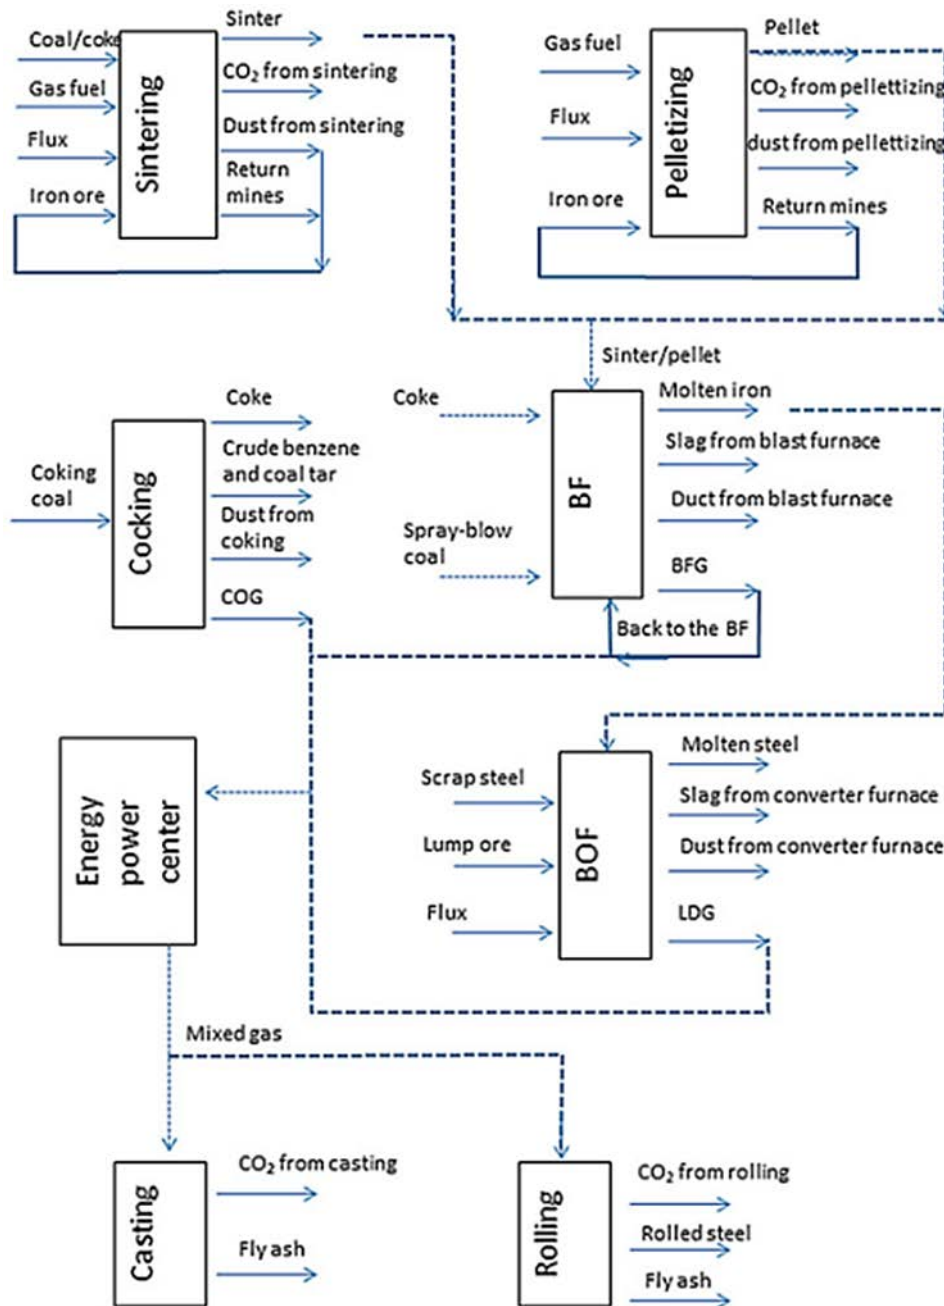 Coal/coke
Gas fuel
Flux
Iron ore
Sintering
Sinter
CO₂ from sintering
Dust from sintering
Return
mines
Gas fuel
Flux
Iron ore
Pelletizing
Pellet
CO₂ from pellettizing
dust from pellettizing
Return mines
Sinter/pellet
Coking
coal
Cocking
Coke
Crude benzene
and coal tar
Dust from
coking
COG
Coke
Spray-blow
coal
BF
Molten iron
Slag from blast furnace
Duct from blast furnace
BFG
Back to the BF
Energy
power
center
Scrap steel
Lump ore
Flux
BOF
Molten steel
Slag from converter furnace
Dust from converter furnace
LDG
Mixed gas
Casting
CO₂ from casting
Fly ash
Rolling
CO₂ from rolling
Rolled steel
Fly ash